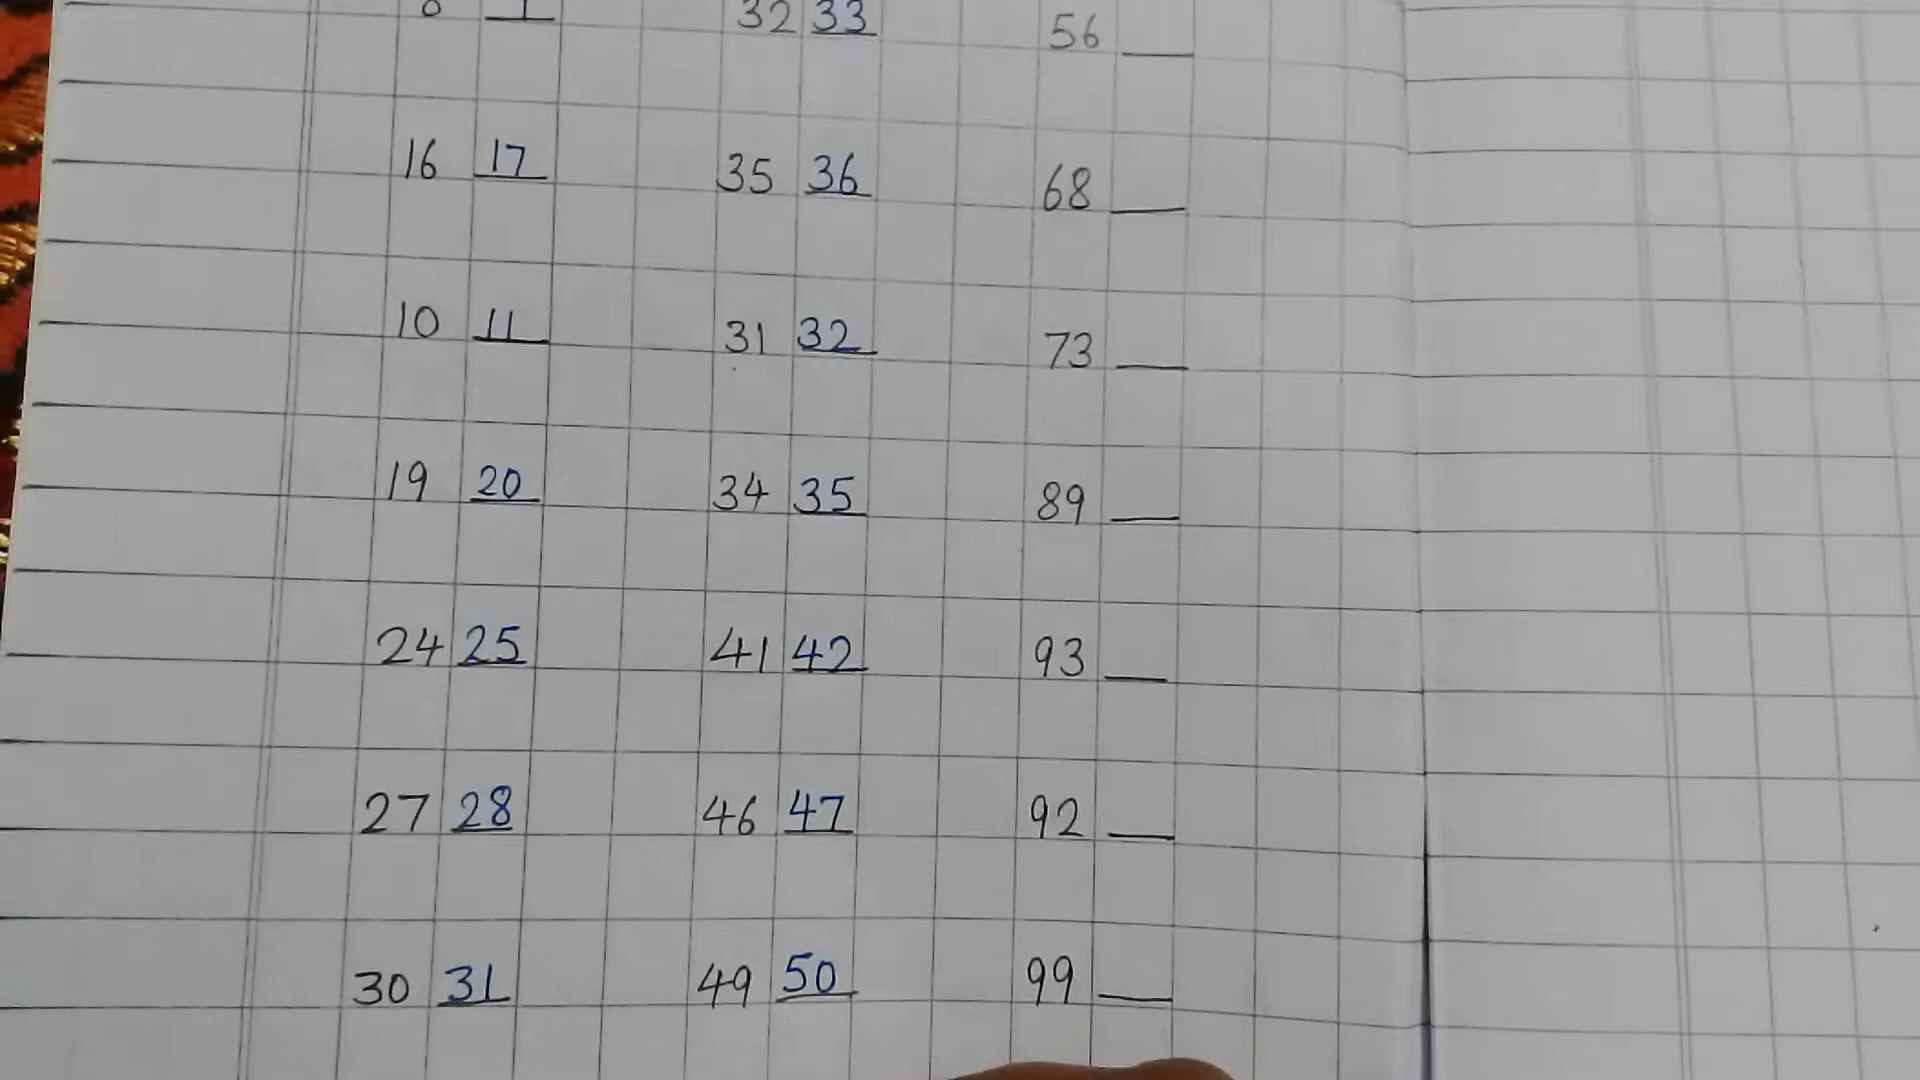 32 33 56 __
16 17 35 36 68 __
10 11 31 32 73 __
19 20 34 35 89 __
24 25 41 42 93 __
27 28 46 47 92 __
30 31 49 50 99 __